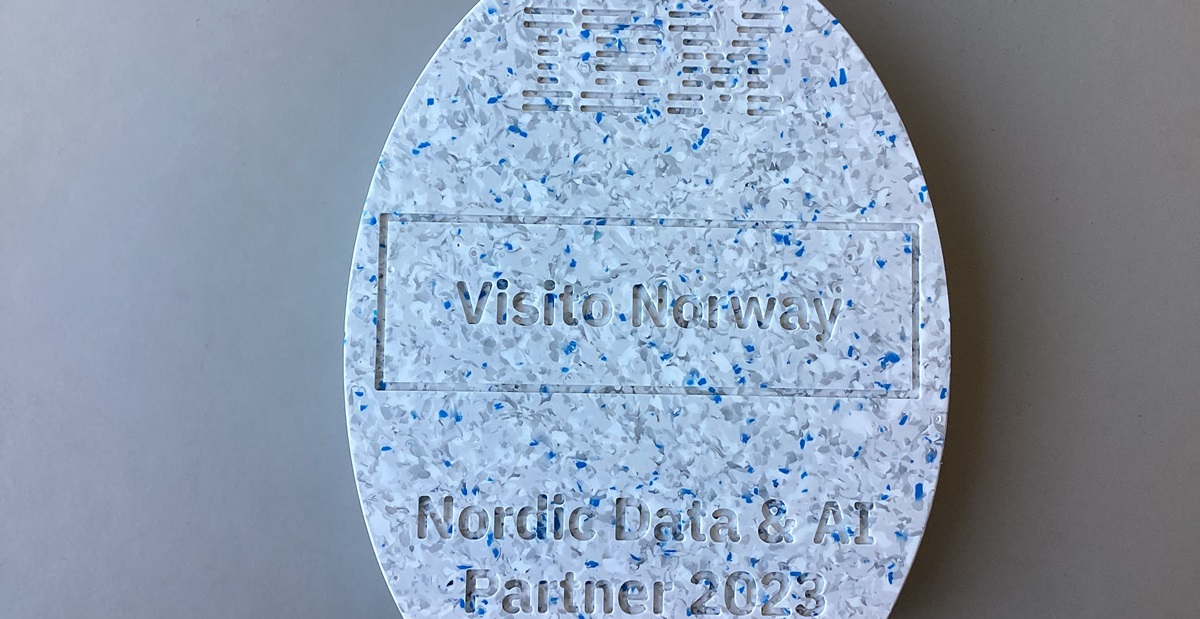 IBM
Visito Norway
Nordic Data & AI
Partner 2023